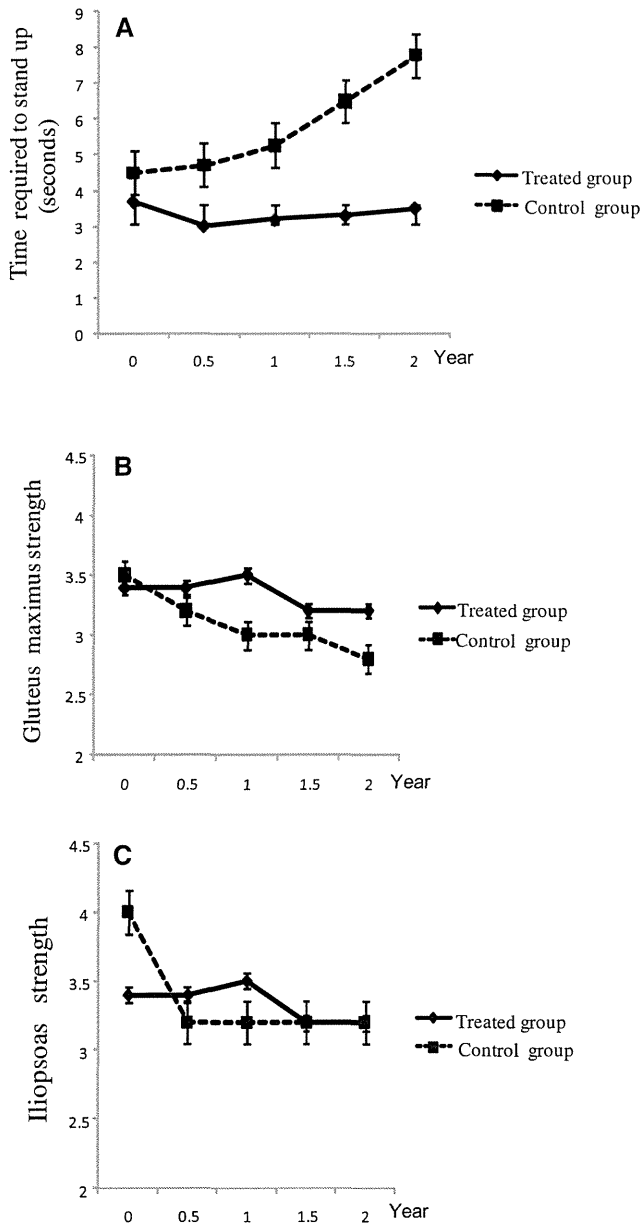 A
Time required to stand up
(seconds)
9
8
7
6
5
4
3
2
1
0
0 0.5 1 1.5 2 Year
Treated group
Control group
B
Gluteus maximus strength
4.5
4
3.5
3
2.5
2
0 0.5 1 1.5 2 Year
Treated group
Control group
C
Iliopsoas strength
4.5
4
3.5
3
2.5
2
0 0.5 1 1.5 2 Year
Treated group
Control group